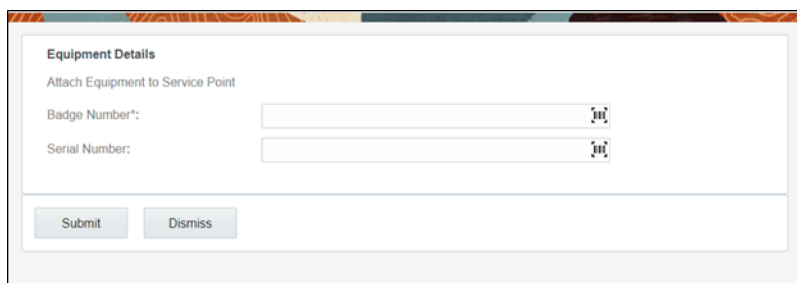 Equipment Details
Attach Equipment to Service Point
Badge Number*:
Serial Number:
Submit Dismiss